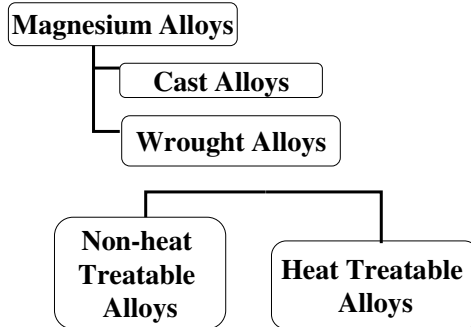 Magnesium Alloys
Cast Alloys
Wrought Alloys
Non-heat
Treatable
Alloys
Heat Treatable
Alloys